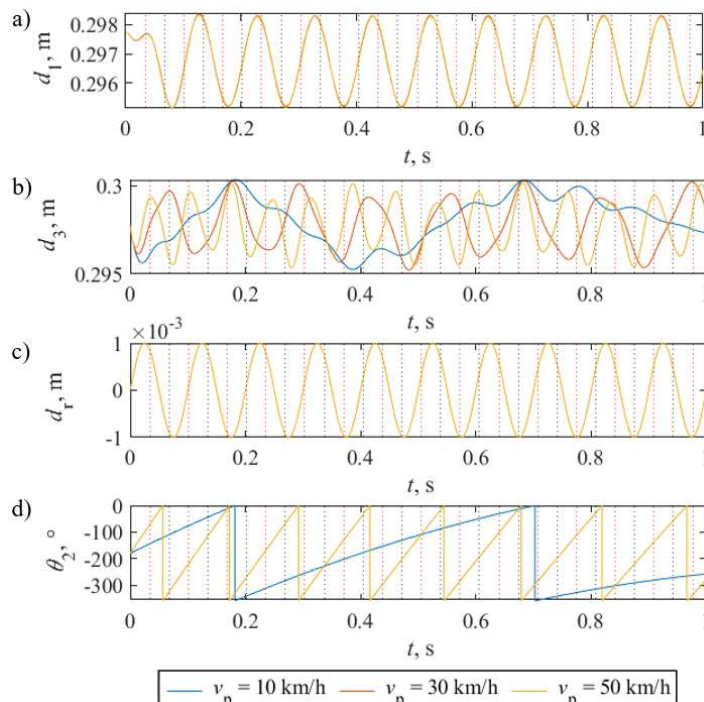 a)
0.298
0.297
0.296
d1, m
0 0.2 0.4 0.6 0.8 1
t, s
b)
0.3
0.295
d3, m
0 0.2 0.4 0.6 0.8 1
t, s
×10-3
c)
1
0
-1
dr, m
0 0.2 0.4 0.6 0.8 1
t, s
d)
0
-100
-200
-300
θ2, °
0 0.2 0.4 0.6 0.8 1
t, s
vp = 10 km/h vp = 30 km/h vp = 50 km/h